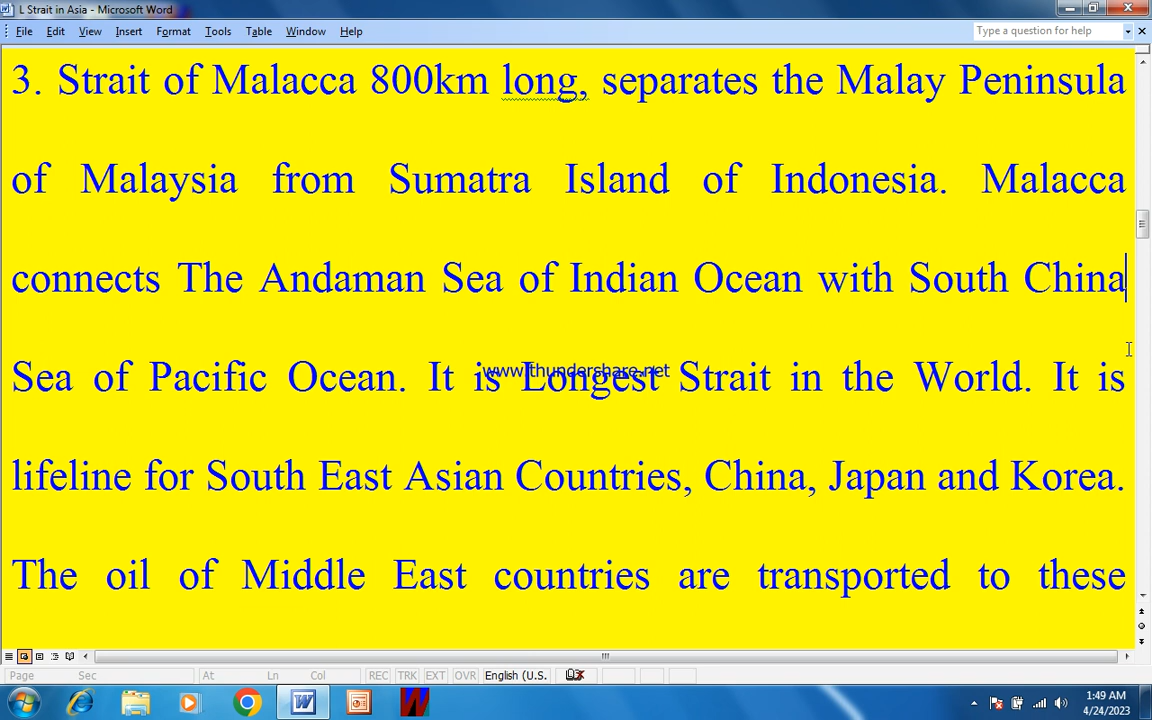 L Strait in Asia - Microsoft Word
File Edit View Insert Format Tools Table Window Help
Type a question for help
3. Strait of Malacca 800km long, separates the Malay Peninsula
of Malaysia from Sumatra Island of Indonesia. Malacca
connects The Andaman Sea of Indian Ocean with South China
www.thundershare.net
Sea of Pacific Ocean. It is Longest Strait in the World. It is
lifeline for South East Asian Countries, China, Japan and Korea.
The oil of Middle East countries are transported to these
Page Sec At Ln Col REC TRK EXT OVR English (U.S.
1:49 AM
4/24/2023